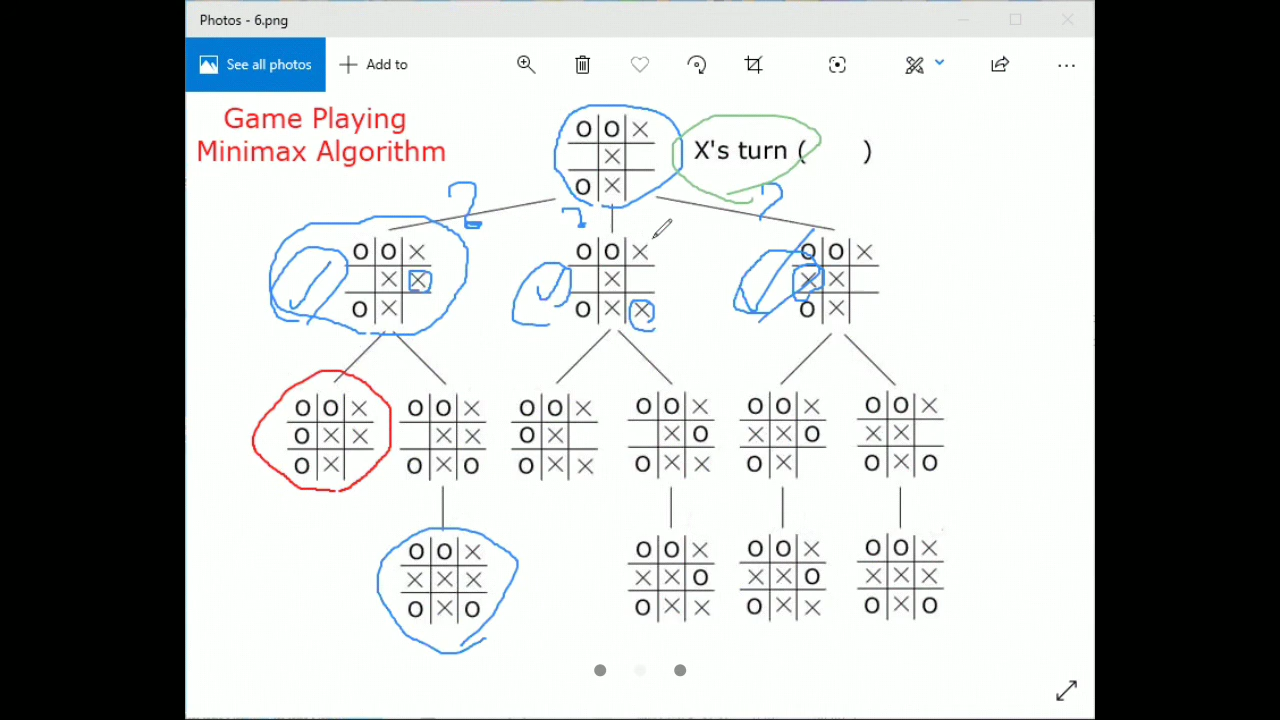 Photos - 6.png
See all photos
Add to
Game Playing
Minimax Algorithm
X's turn ( )
O O X
X
O X
? ? ?
O O X
X X
O X
O O X
X
O X X
O O X
X X
O X
O O X
O X X
O X
O O X
X X
O X O
O O X
O X
O X X
O O X
X O
O X X
O O X
X X O
O X
O O X
X X
O X O
O O X
X X X
O X O
O O X
X X O
O X X
O O X
X X O
O X X
O O X
X X X
O X O